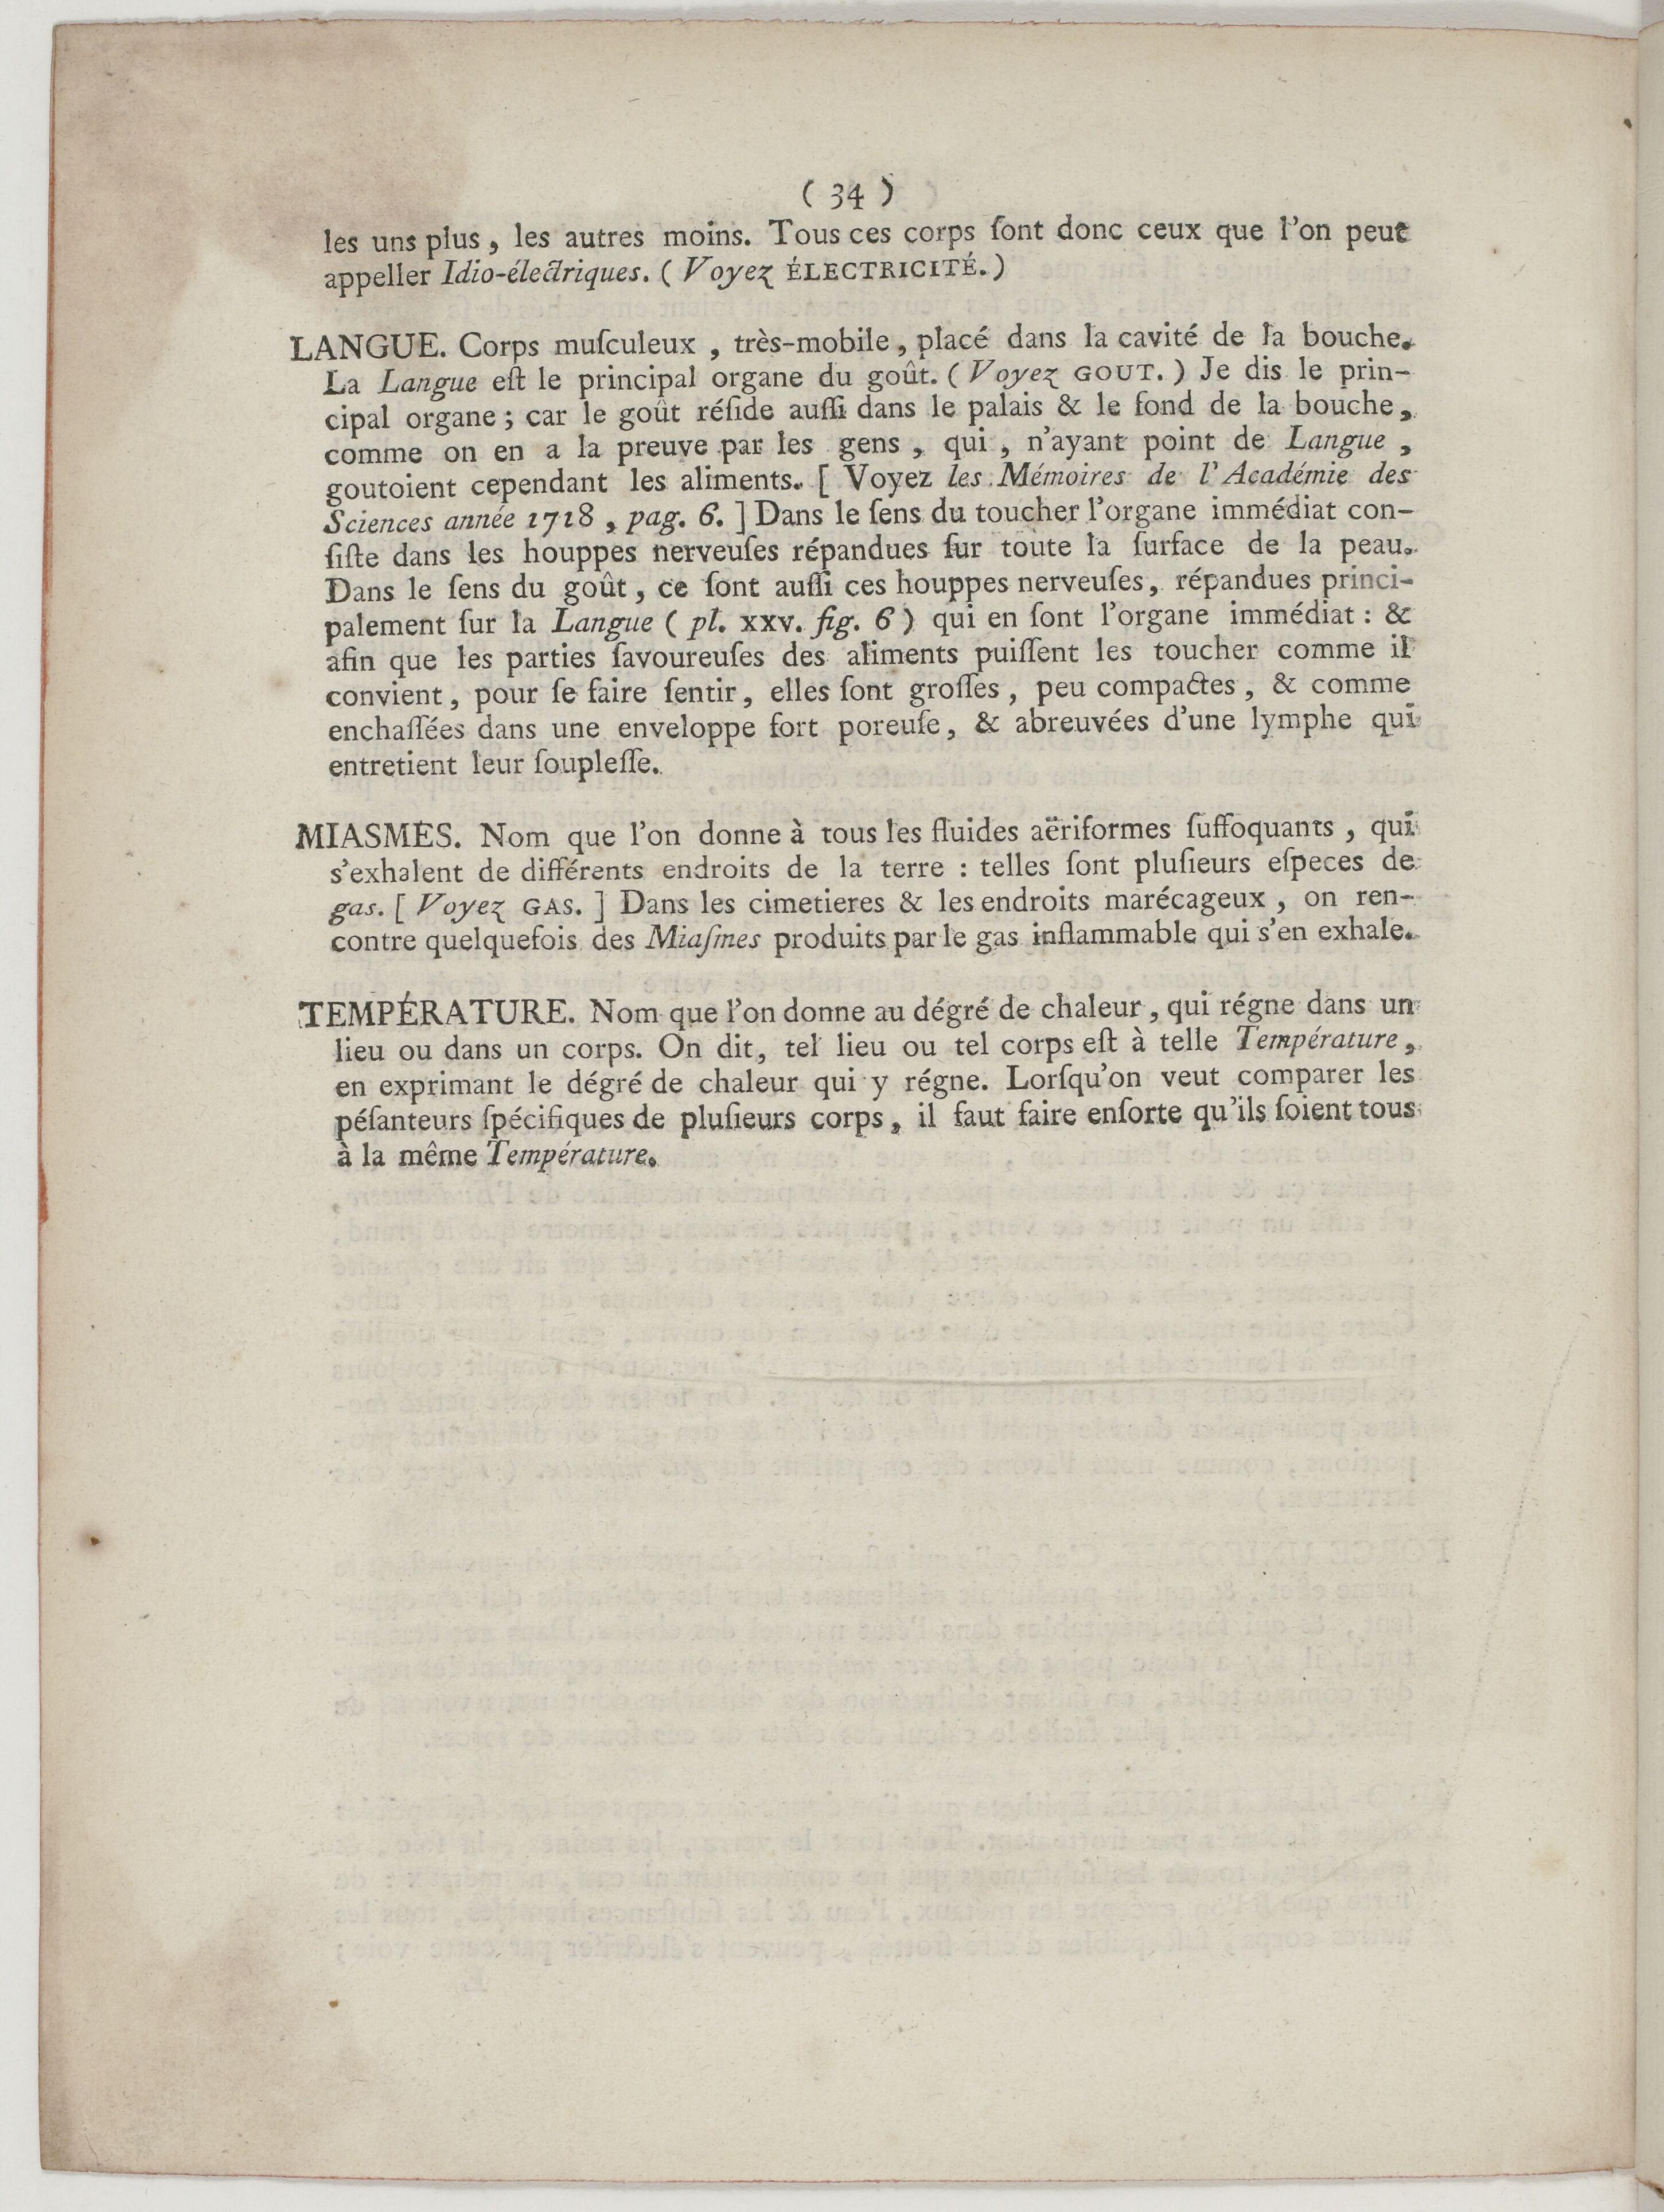 ( 34 )
les uns plus, les autres moins. Tous ces corps ſont donc ceux que l'on peut
appeller Idio-électriques. ( Voyez ÉLECTRICITÉ. )
LANGUE. Corps muſculeux, très-mobile, placé dans la cavité de la bouche.
La Langue eſt le principal organe du goût. ( Voyez GOUT. ) Je dis le prin-
cipal organe; car le goût réſide auſſi dans le palais & le fond de la bouche,
comme on en a la preuve par les gens, qui, n'ayant point de Langue,
goutoient cependant les aliments. [ Voyez les Mémoires de l'Académie des
Sciences année 1718, pag. 6. ] Dans le ſens du toucher l'organe immédiat con-
ſiſte dans les houppes nerveuſes répandues ſur toute la ſurface de la peau.
Dans le ſens du goût, ce ſont auſſi ces houppes nerveuſes, répandues princi-
palement ſur la Langue ( pl. XXV. fig. 6 ) qui en ſont l'organe immédiat : &
afin que les parties ſavoureuſes des aliments puiſſent les toucher comme il
convient, pour ſe faire ſentir, elles ſont groſſes, peu compactes, & comme
enchaſſées dans une enveloppe fort poreuſe, & abreuvées d'une lymphe qui
entretient leur ſoupleſſe.
MIASMES. Nom que l'on donne à tous les fluides aëriformes ſuffoquants, qui
s'exhalent de différents endroits de la terre : telles ſont pluſieurs eſpeces de
gas. [ Voyez GAS. ] Dans les cimetieres & les endroits marécageux, on ren-
contre quelquefois des Miaſmes produits par le gas inflammable qui s'en exhale.
TEMPÉRATURE. Nom que l'on donne au dégré de chaleur, qui régne dans un
lieu ou dans un corps. On dit, tel lieu ou tel corps eſt à telle Température,
en exprimant le dégré de chaleur qui y régne. Lorſqu'on veut comparer les
péſanteurs ſpécifiques de pluſieurs corps, il faut faire enſorte qu'ils ſoient tous
à la même Température.